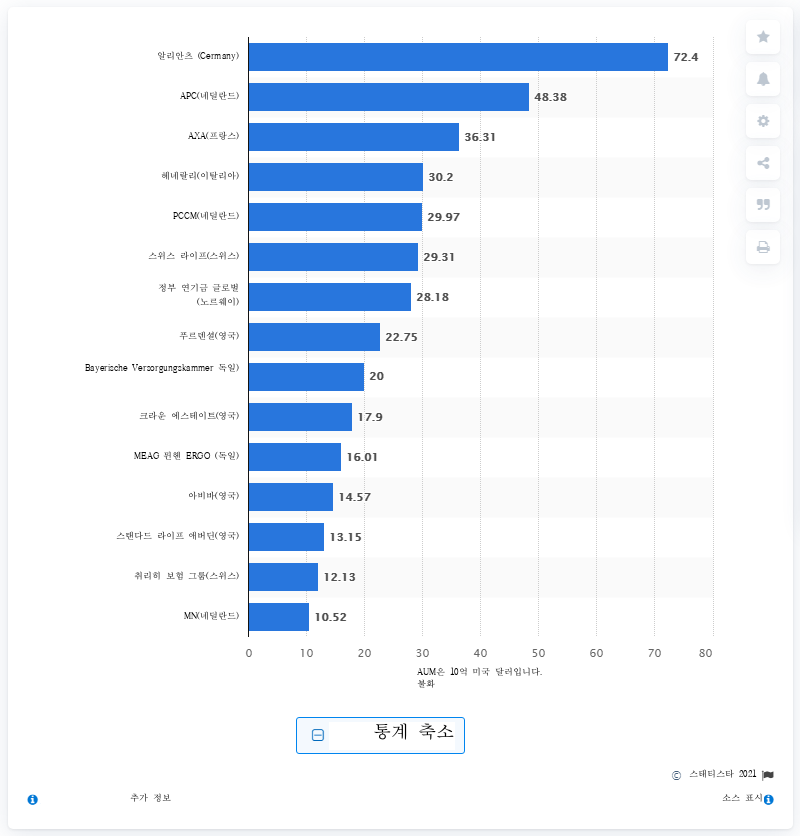 알리안츠 (Germany)
72.4
APC(네덜란드)
48.38
AXA(프랑스)
36.31
헤네랄리(이탈리아)
30.2
PCCM(네덜란드)
29.97
스위스 라이프(스위스)
29.31
정부 연기금 글로벌
(노르웨이)
28.18
푸르덴셜(영국)
22.75
Bayerische Versorgungskammer 독일)
20
크라운 에스테이트(영국)
17.9
MEAG 뮌헨 ERGO (독일)
16.01
아비바(영국)
14.57
스탠다드 라이프 애버딘(영국)
13.15
취리히 보험 그룹(스위스)
12.13
MN(네덜란드)
10.52
0 10 20 30 40 50 60 70 80
AUM은 10억 미국 달러입니다.
불화
통계 축소
© 스태티스타 2021
추가 정보
소스 표시